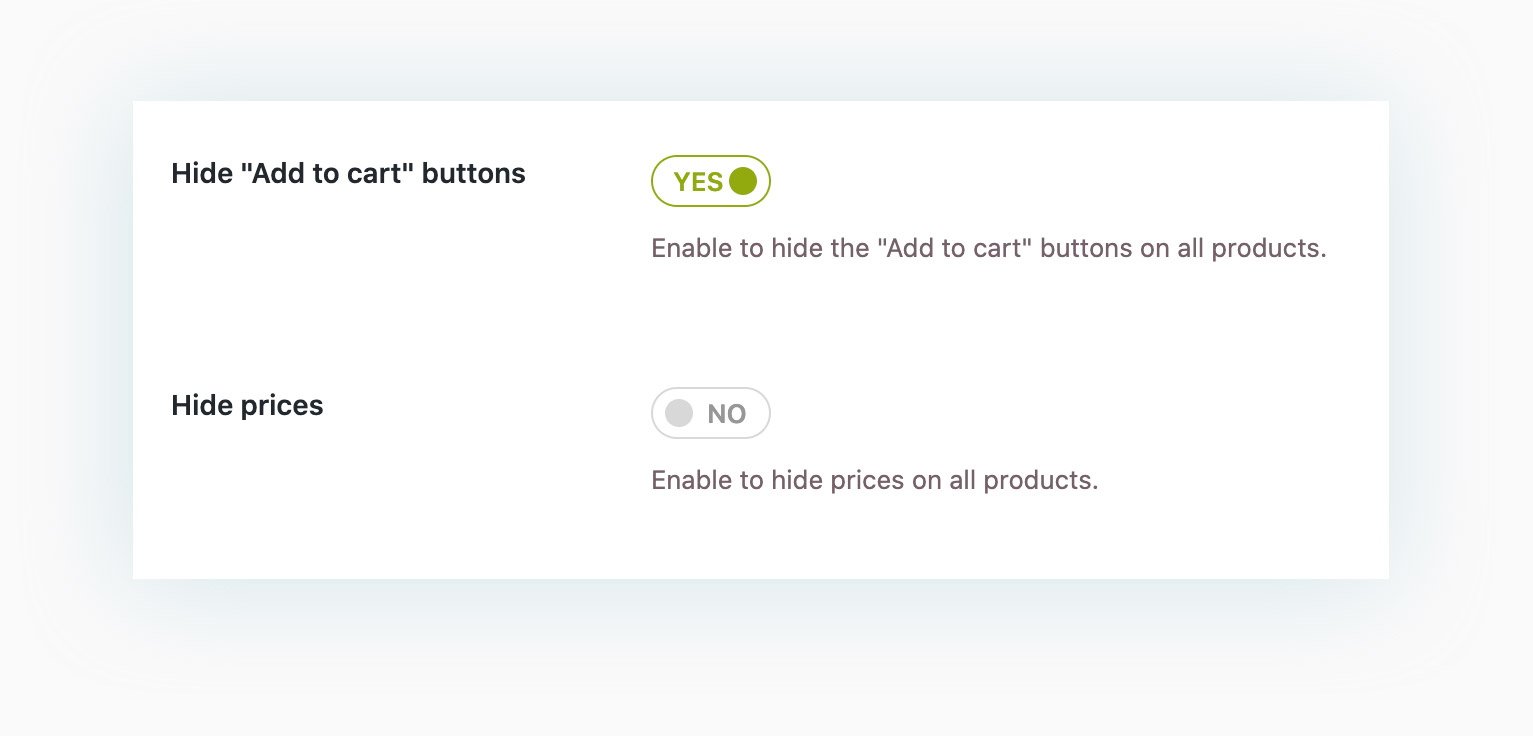 Hide "Add to cart" buttons
YES
Enable to hide the "Add to cart" buttons on all products.
Hide prices
NO
Enable to hide prices on all products.